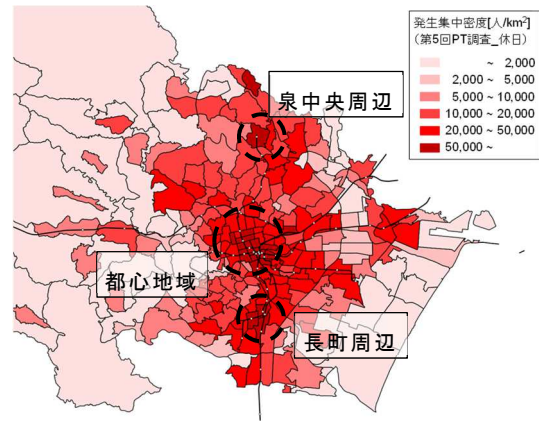 発生集中密度[人/km²]
(第5回PT調査_休日)
~ 2,000
2,000 ~ 5,000
5,000 ~ 10,000
10,000 ~ 20,000
20,000 ~ 50,000
50,000 ~
泉中央周辺
都心地域
長町周辺